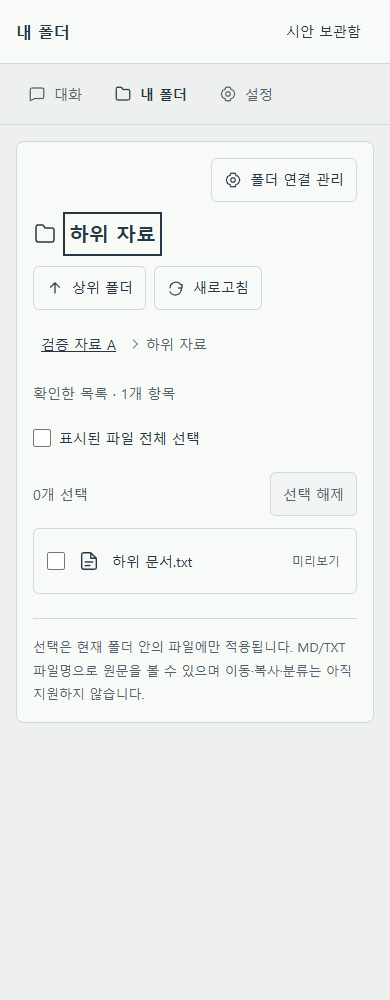 내 폴더
시안 보관함
대화
내 폴더
설정
폴더 연결 관리
하위 자료
상위 폴더
새로고침
검증 자료 A > 하위 자료
확인한 목록 · 1개 항목
표시된 파일 전체 선택
0개 선택
선택 해제
하위 문서.txt
미리보기
선택은 현재 폴더 안의 파일에만 적용됩니다. MD/TXT
파일명으로 원문을 볼 수 있으며 이동·복사·분류는 아직
지원하지 않습니다.